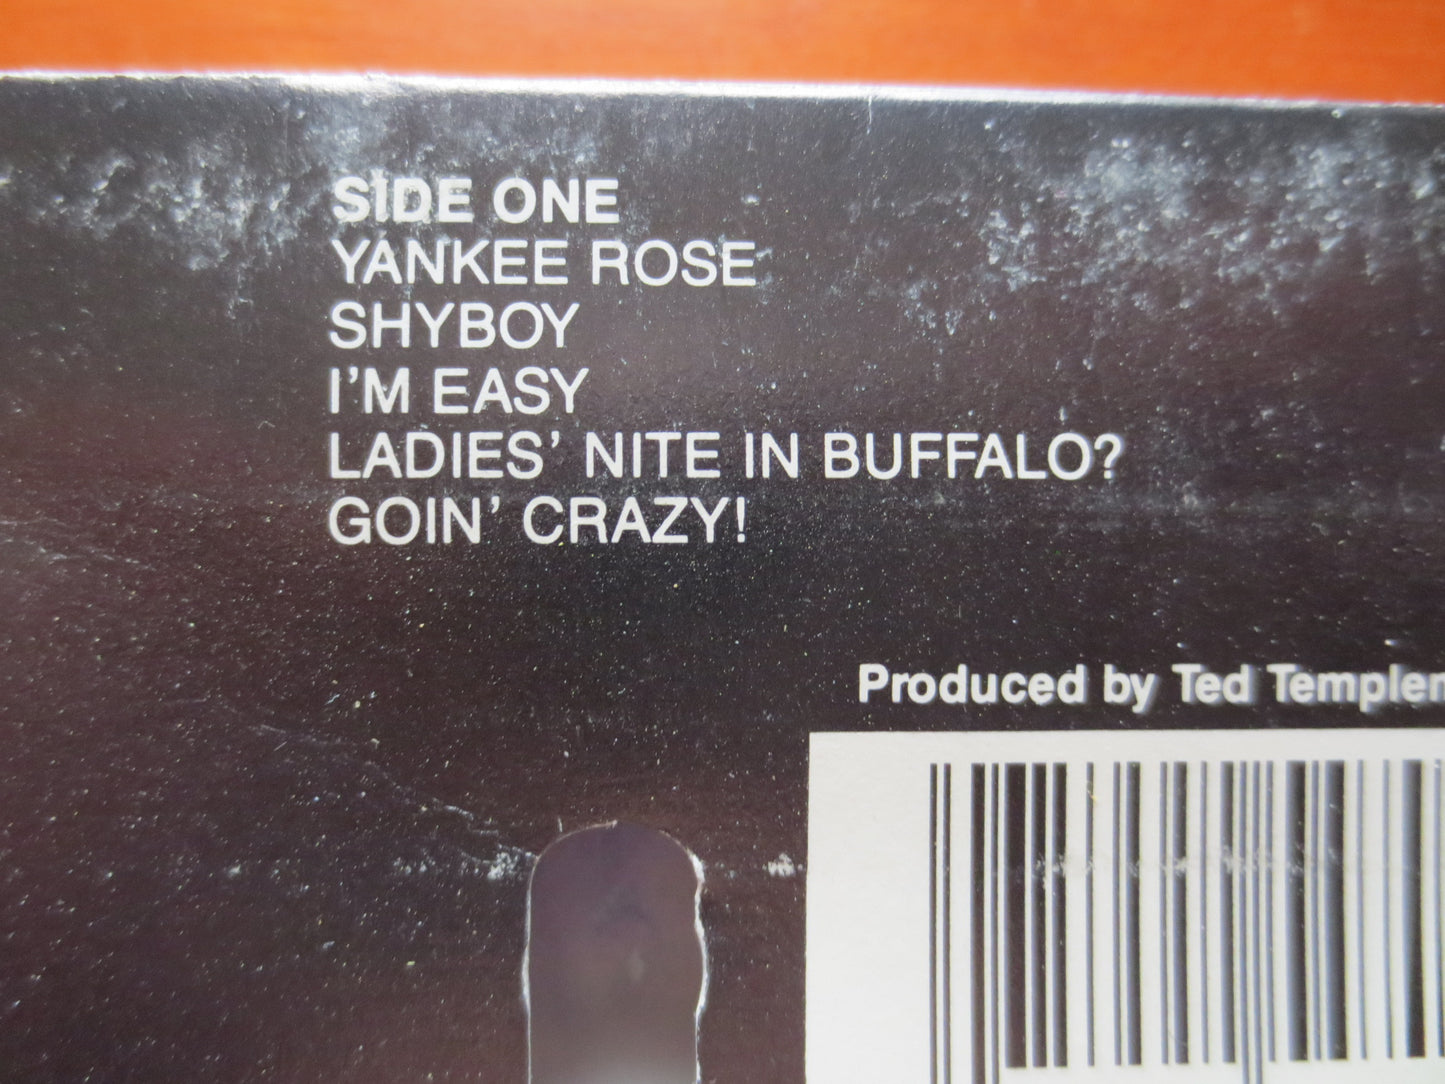 SIDE ONE
YANKEE ROSE
SHYBOY
I'M EASY
LADIES' NITE IN BUFFALO?
GOIN' CRAZY!
Produced by Ted